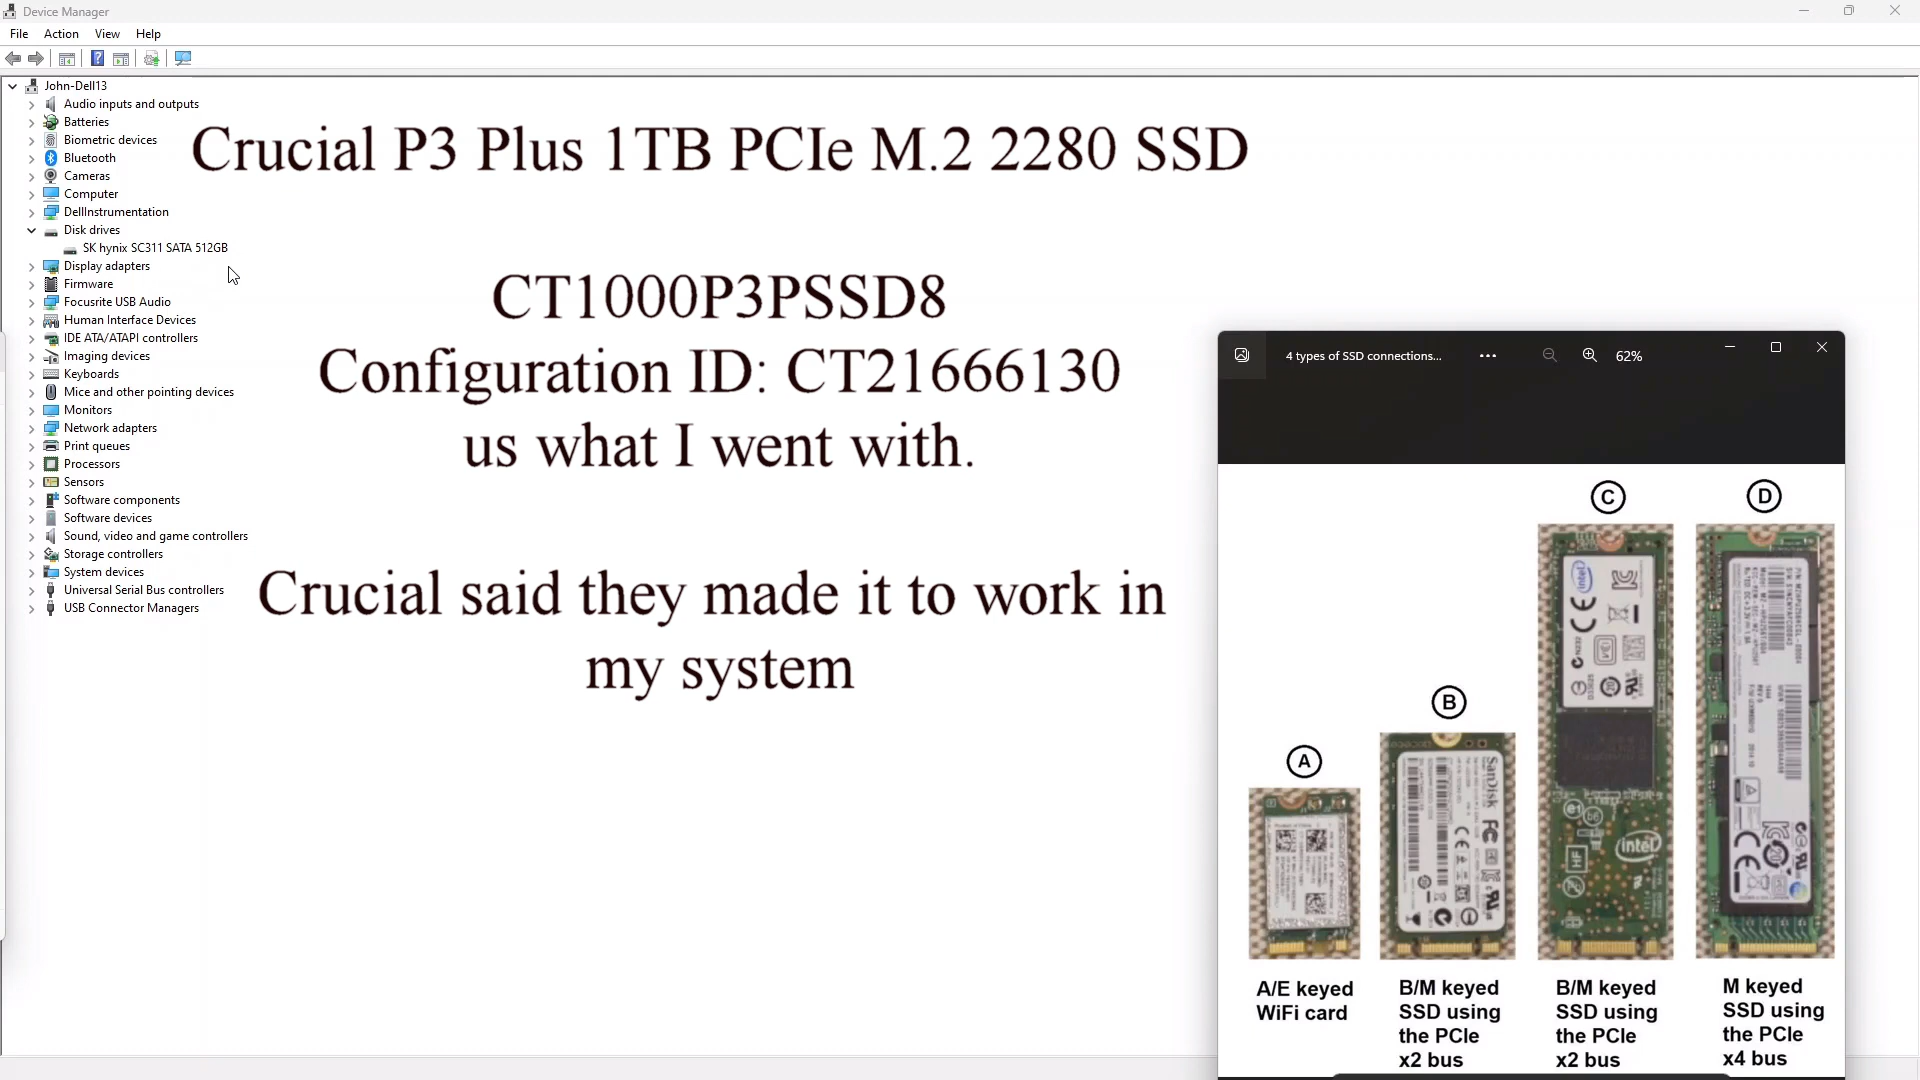 Device Manager
File Action View Help
John-Dell13
Audio inputs and outputs
Batteries
Biometric devices
Bluetooth
Cameras
Computer
DellInstrumentation
Disk drives
SK hynix SC311 SATA 512GB
Display adapters
Firmware
Focusrite USB Audio
Human Interface Devices
IDE ATA/ATAPI controllers
Imaging devices
Keyboards
Mice and other pointing devices
Monitors
Network adapters
Print queues
Processors
Sensors
Software components
Software devices
Sound, video and game controllers
Storage controllers
System devices
Universal Serial Bus controllers
USB Connector Managers
Crucial P3 Plus 1TB PCIe M.2 2280 SSD
CT1000P3PSSD8
Configuration ID: CT21666130
us what I went with.
Crucial said they made it to work in
my system
4 types of SSD connections...
62%
A
B
C
D
SanDisk
intel
intel
A/E keyed
WiFi card
B/M keyed
SSD using
the PCIe
x2 bus
B/M keyed
SSD using
the PCIe
x2 bus
M keyed
SSD using
the PCIe
x4 bus